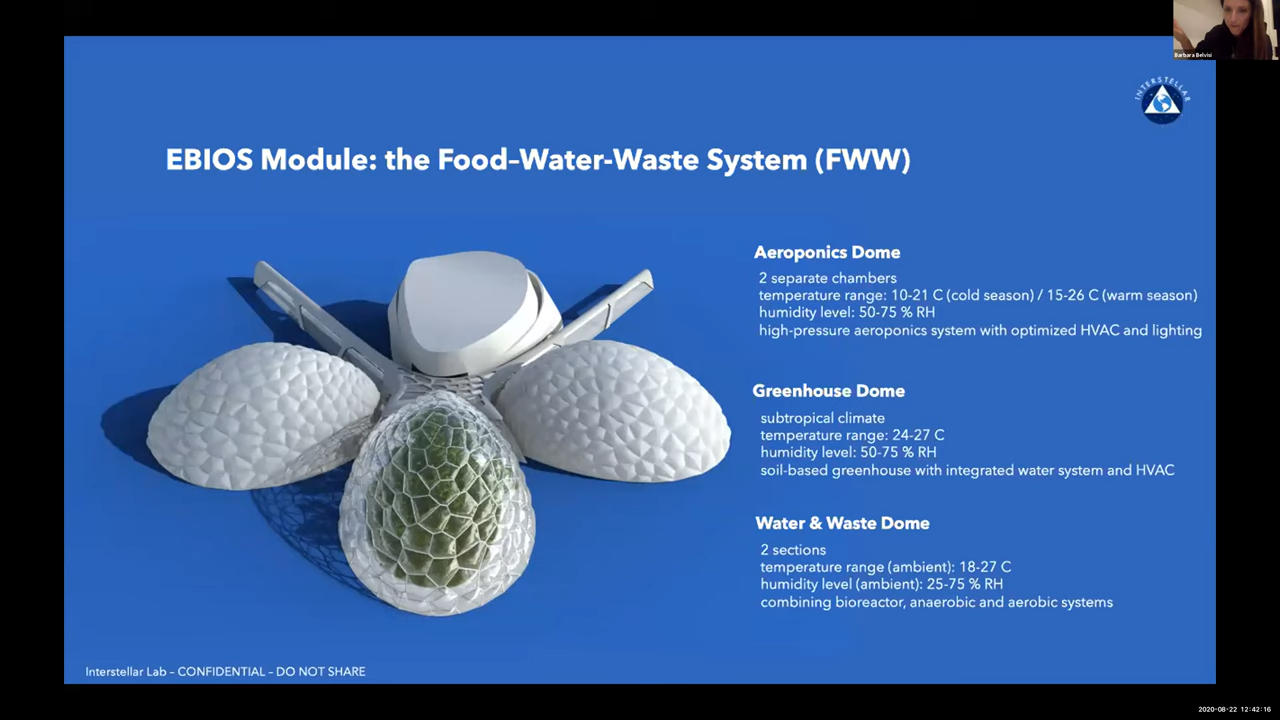 Barbara Belvisi
INTERSTELLAR
EBIOS Module: the Food–Water-Waste System (FWW)
Aeroponics Dome
2 separate chambers
temperature range: 10-21 C (cold season) / 15-26 C (warm season)
humidity level: 50-75 % RH
high-pressure aeroponics system with optimized HVAC and lighting
Greenhouse Dome
subtropical climate
temperature range: 24-27 C
humidity level: 50-75 % RH
soil-based greenhouse with integrated water system and HVAC
Water & Waste Dome
2 sections
temperature range (ambient): 18-27 C
humidity level (ambient): 25-75 % RH
combining bioreactor, anaerobic and aerobic systems
Interstellar Lab – CONFIDENTIAL – DO NOT SHARE
2020-08-22 12:42:16